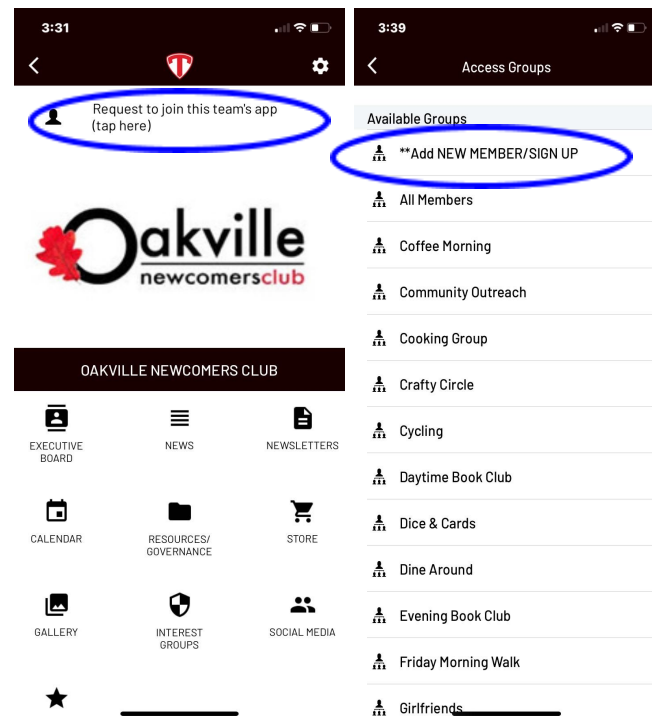 3:31
Request to join this team's app
(tap here)
Oakville
newcomersclub
OAKVILLE NEWCOMERS CLUB
EXECUTIVE
BOARD
NEWS
NEWSLETTERS
CALENDAR
RESOURCES/
GOVERNANCE
STORE
GALLERY
INTEREST
GROUPS
SOCIAL MEDIA
3:39
Access Groups
Available Groups
**Add NEW MEMBER/SIGN UP
All Members
Coffee Morning
Community Outreach
Cooking Group
Crafty Circle
Cycling
Daytime Book Club
Dice & Cards
Dine Around
Evening Book Club
Friday Morning Walk
Girlfriends